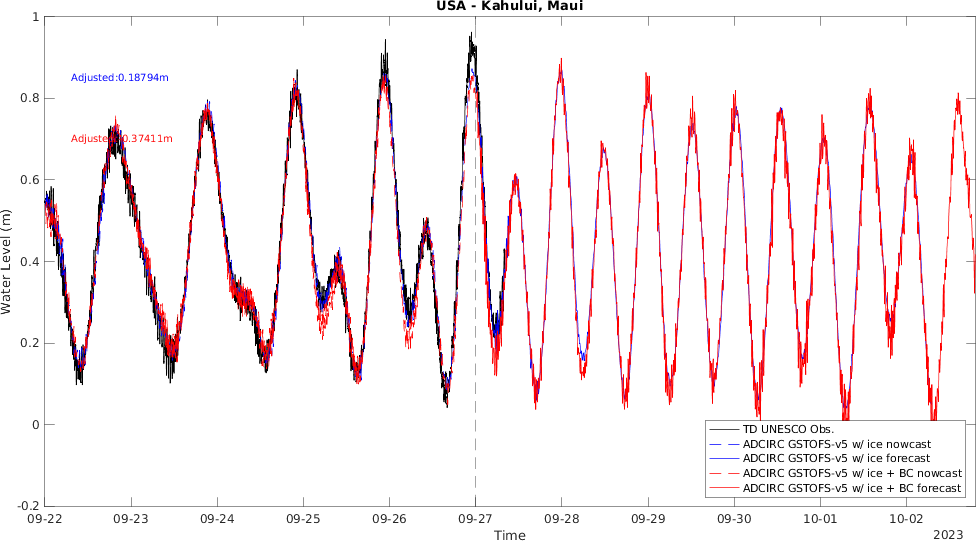 USA - Kahului, Maui
1
0.8
0.6
0.4
0.2
0
-0.2
Water Level (m)
Adjusted:0.18794m
Adjusted:0.37411m
TD UNESCO Obs.
ADCIRC GSTOFS-v5 w/ ice nowcast
ADCIRC GSTOFS-v5 w/ ice forecast
ADCIRC GSTOFS-v5 w/ ice + BC nowcast
ADCIRC GSTOFS-v5 w/ ice + BC forecast
09-22 09-23 09-24 09-25 09-26 09-27 09-28 09-29 09-30 10-01 10-02
Time
2023